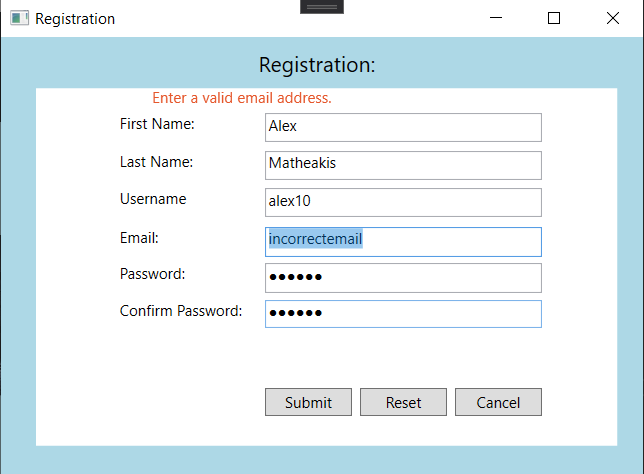 Registration
Registration:
Enter a valid email address.
First Name: Alex
Last Name: Matheakis
Username alex10
Email: incorrectemail
Password: ●●●●●●
Confirm Password: ●●●●●●
Submit Reset Cancel